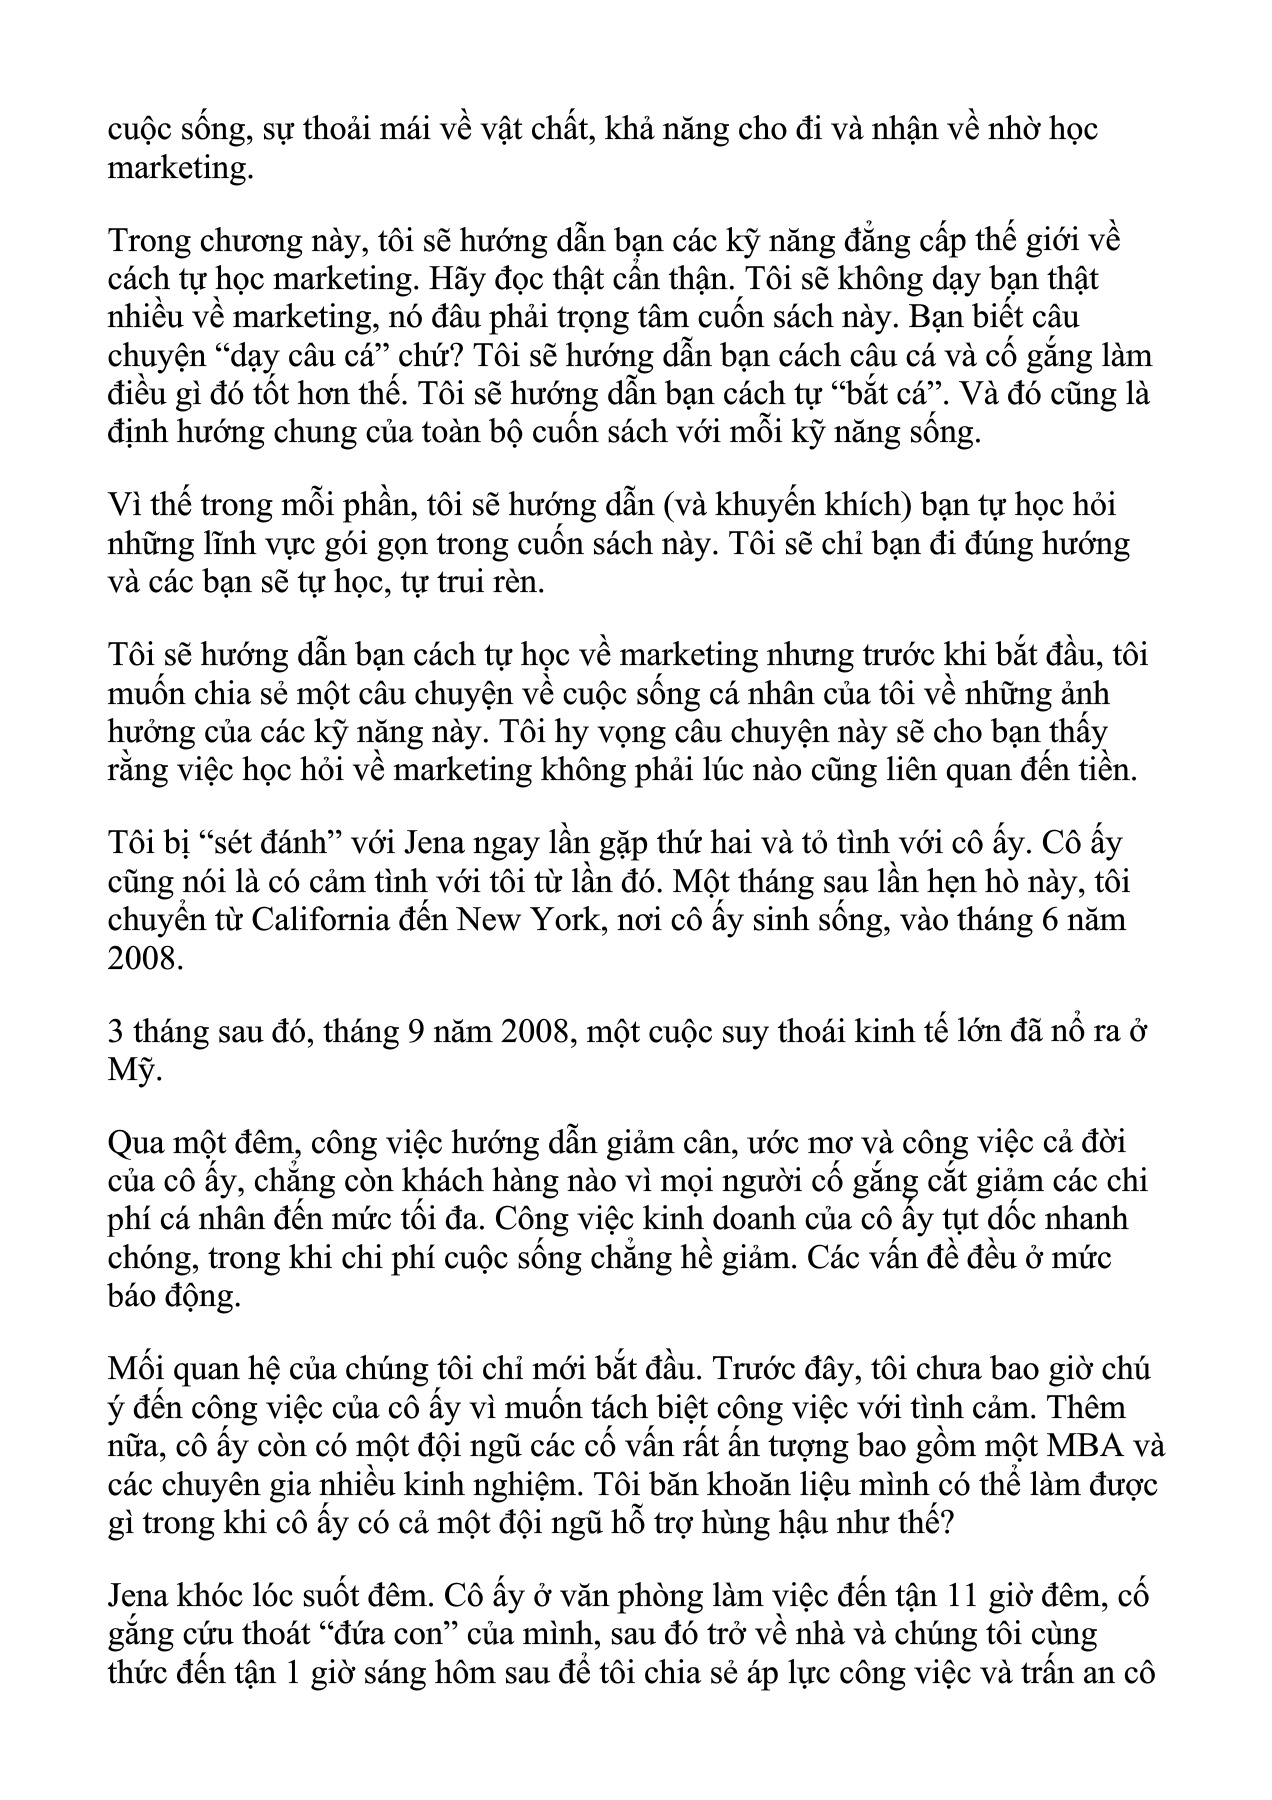 cuộc sống, sự thoải mái về vật chất, khả năng cho đi và nhận về nhờ học
marketing.
Trong chương này, tôi sẽ hướng dẫn bạn các kỹ năng đẳng cấp thế giới về
cách tự học marketing. Hãy đọc thật cẩn thận. Tôi sẽ không dạy bạn thật
nhiều về marketing, nó đâu phải trọng tâm cuốn sách này. Bạn biết câu
chuyện “dạy câu cá” chứ? Tôi sẽ hướng dẫn bạn cách câu cá và cố gắng làm
điều gì đó tốt hơn thế. Tôi sẽ hướng dẫn bạn cách tự “bắt cá”. Và đó cũng là
định hướng chung của toàn bộ cuốn sách với mỗi kỹ năng sống.
Vì thế trong mỗi phần, tôi sẽ hướng dẫn (và khuyến khích) bạn tự học hỏi
những lĩnh vực gói gọn trong cuốn sách này. Tôi sẽ chỉ bạn đi đúng hướng
và các bạn sẽ tự học, tự trui rèn.
Tôi sẽ hướng dẫn bạn cách tự học về marketing nhưng trước khi bắt đầu, tôi
muốn chia sẻ một câu chuyện về cuộc sống cá nhân của tôi về những ảnh
hưởng của các kỹ năng này. Tôi hy vọng câu chuyện này sẽ cho bạn thấy
rằng việc học hỏi về marketing không phải lúc nào cũng liên quan đến tiền.
Tôi bị “sét đánh” với Jena ngay lần gặp thứ hai và tỏ tình với cô ấy. Cô ấy
cũng nói là có cảm tình với tôi từ lần đó. Một tháng sau lần hẹn hò này, tôi
chuyển từ California đến New York, nơi cô ấy sinh sống, vào tháng 6 năm
2008.
3 tháng sau đó, tháng 9 năm 2008, một cuộc suy thoái kinh tế lớn đã nổ ra ở
Mỹ.
Qua một đêm, công việc hướng dẫn giảm cân, ước mơ và công việc cả đời
của cô ấy, chẳng còn khách hàng nào vì mọi người cố gắng cắt giảm các chi
phí cá nhân đến mức tối đa. Công việc kinh doanh của cô ấy tụt dốc nhanh
chóng, trong khi chi phí cuộc sống chẳng hề giảm. Các vấn đề đều ở mức
báo động.
Mối quan hệ của chúng tôi chỉ mới bắt đầu. Trước đây, tôi chưa bao giờ chú
ý đến công việc của cô ấy vì muốn tách biệt công việc với tình cảm. Thêm
nữa, cô ấy còn có một đội ngũ các cố vấn rất ấn tượng bao gồm một MBA và
các chuyên gia nhiều kinh nghiệm. Tôi băn khoăn liệu mình có thể làm được
gì trong khi cô ấy có cả một đội ngũ hỗ trợ hùng hậu như thế?
Jena khóc lóc suốt đêm. Cô ấy ở văn phòng làm việc đến tận 11 giờ đêm, cố
gắng cứu thoát “đứa con” của mình, sau đó trở về nhà và chúng tôi cùng
thức đến tận 1 giờ sáng hôm sau để tôi chia sẻ áp lực công việc và trấn an cô